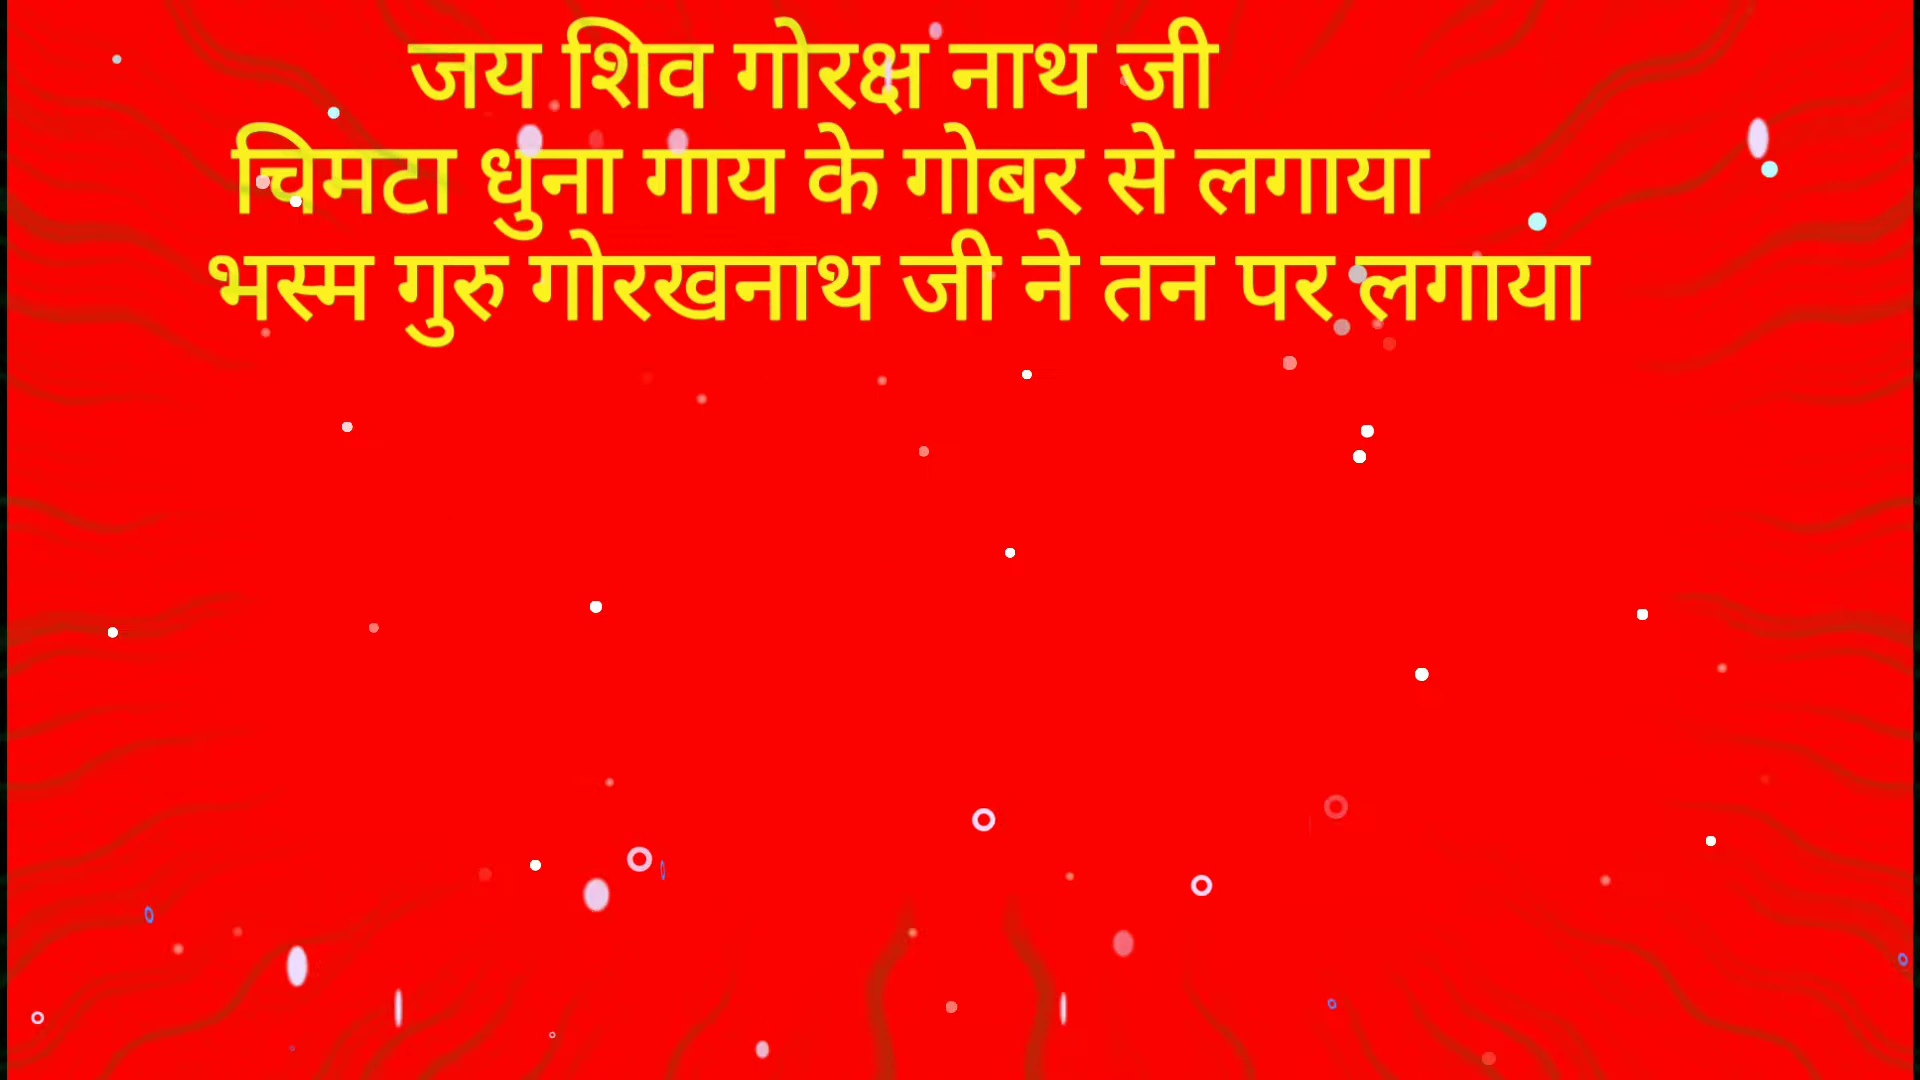 जय शिव गोरक्ष नाथ जी
चिमटा धुना गाय के गोबर से लगाया
भस्म गुरु गोरखनाथ जी ने तन पर लगाया